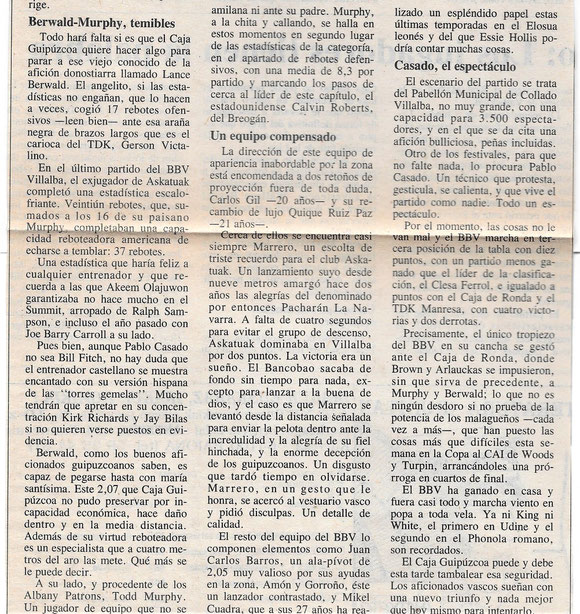 rige.
Berwald-Murphy, temibles
Todo hará falta si es que el Caja
Guipúzcoa quiere hacer algo para
parar a ese viejo conocido de la
afición donostiarra llamado Lance
Berwald. El angelito, si las esta-
dísticas no engañan, que lo hacen
a veces, cogió 17 rebotes ofensi-
vos —leen bien— ante esa araña
negra de brazos largos que es el
carioca del TDK, Gerson Victa-
lino.
En el último partido del BBV
Villalba, el exjugador de Askatuak
completó una estadística escalo-
friante. Veintiún rebotes, que, su-
mados a los 16 de su paisano
Murphy, completaban una capa-
cidad reboteadora americana de
echarse a temblar: 37 rebotes.
Una estadística que haría feliz a
cualquier entrenador y que re-
cuerda a las que Akeem Olajuwon
garantizaba no hace mucho en el
Summit, arropado de Ralph Samp-
son, e incluso el año pasado con
Joe Barry Carroll a su lado.
Pues bien, aunque Pablo Casado
no sea Bill Fitch, no hay duda que
el entrenador castellano se muestra
encantado con su versión hispana
de las ‘‘torres gemelas’’. Mucho
tendrán que apretar en su concen-
tración Kirk Richards y Jay Bilas
si no quieren verse puestos en evi-
dencia.
Berwald, como los buenos afi-
cionados guipuzcoanos saben, es
capaz de pegarse hasta con maría
santísima. Este 2,07 que Caja Gui-
púzcoa no pudo preservar por in-
capacidad económica, hace daño
dentro y en la media distancia.
Además de su virtud reboteadora
es un especialista que a cuatro me-
tros del aro las mete. Qué más se
le puede decir.
A su lado, y procedente de los
Albany Patrons, Todd Murphy.
Un jugador de equipo que no se
amilana ni ante su padre. Murphy,
a la chita y callando, se halla en
estos momentos en segundo lugar
de las estadísticas de la categoría,
en el apartado de rebotes defensi-
vos, con una media de 8,3 por
partido y marcando los pasos de
cerca al líder este capítulo, el
estadounidense Calvin Roberts,
del Breogán.
Un equipo compensado
La dirección de este equipo de
apariencia inabordable por la zona
está encomendada a dos retoños de
proyección fuera de toda duda,
Carlos Gil —20 años— y su re-
cambio de lujo Quique Ruiz Paz
—21 años—.
Cerca de ellos se encuentra casi
siempre Marrero, un escolta de
triste recuerdo para el club Aska-
tuak. Un lanzamiento suyo desde
nueve metros amargó hace dos
años las alegrías del denominado
por entonces Pacharán La Na-
varra. A falta de cuatro segundos
para evitar el grupo de descenso,
Askatuak dominaba en Villalba
por dos puntos. La victoria era un
sueño. El Bancobao sacaba de
fondo sin tiempo para nada, ex-
cepto para lanzar a la buena de
dios, y el caso es que Marrero se
levantó desde la distancia señalada
para enviar la pelota dentro ante la
incredulidad y la alegría de su fiel
hinchada, y la enorme decepción
de los guipuzcoanos. Un disgusto
que tardó tiempo en olvidarse.
Marrero, en un gesto que le
honra, se acercó al vestuario vasco
y pidió disculpas. Un detalle de
calidad.
El resto del equipo del BBV lo
componen elementos como Juan
Carlos Barros, un ala-pívot de
2,05 muy valioso por sus ayudas
en la zona, Amón y Gorroño, éste
un lanzador contrastado, y Mikel
Cuadra, que a sus 27 años ha rea-
lizado un espléndido papel estas
últimas temporadas en el Elosua
leonés y del que Essie Hollis po-
dría contar muchas cosas.
Casado, el espectáculo
El escenario del partido se trata
del Pabellón Municipal de Collado
Villalba, no muy grande, con una
capacidad para 3.500 espectado-
res, y en el que se da cita una
afición bulliciosa, peñas incluidas.
Otro de los festivales, para que
no falte nada, lo procura Pablo
Casado. Un técnico que protesta,
gesticula, se calienta, y que vive el
partido como nadie. Todo un es-
pectáculo.
Por el momento, las cosas no le
van mal y el BBV marcha en ter-
cera posición de la tabla con diez
puntos, con un partido menos ga-
nado que el líder de la clasifica-
ción, el Clesa Ferrol, e igualado a
puntos con el Caja de Ronda y el
TDK Manresa, con cuatro victo-
rias y dos derrotas.
Precisamente, el único tropiezo
del BBV en su cancha se gestó
ante el Caja de Ronda, donde
Brown y Arlauckas se impusieron,
sin que sirva de precedente, a
Murphy y Berwald; lo que no es
ningún desdoro si no prueba de la
potencia de los malagueños —cada
vez a más—, que han puesto las
cosas más que difíciles esta se-
mana en la Copa al CAI de Woods
y Turpin, arrancándoles una pró-
rroga en cuartos de final.
El BBV ha ganado en casa y
fuera casi todo y marcha viento en
popa a toda vela. Ya ni King ni
White, el primero en Udine y el
segundo en el Phonola romano,
son recordados.
El Caja Guipúzcoa puede y debe
esta tarde tambalear esa seguridad.
Los aficionados vascos sueñan con
un nuevo triunfo y nada mejor
que hoy mismo para intentarlo.